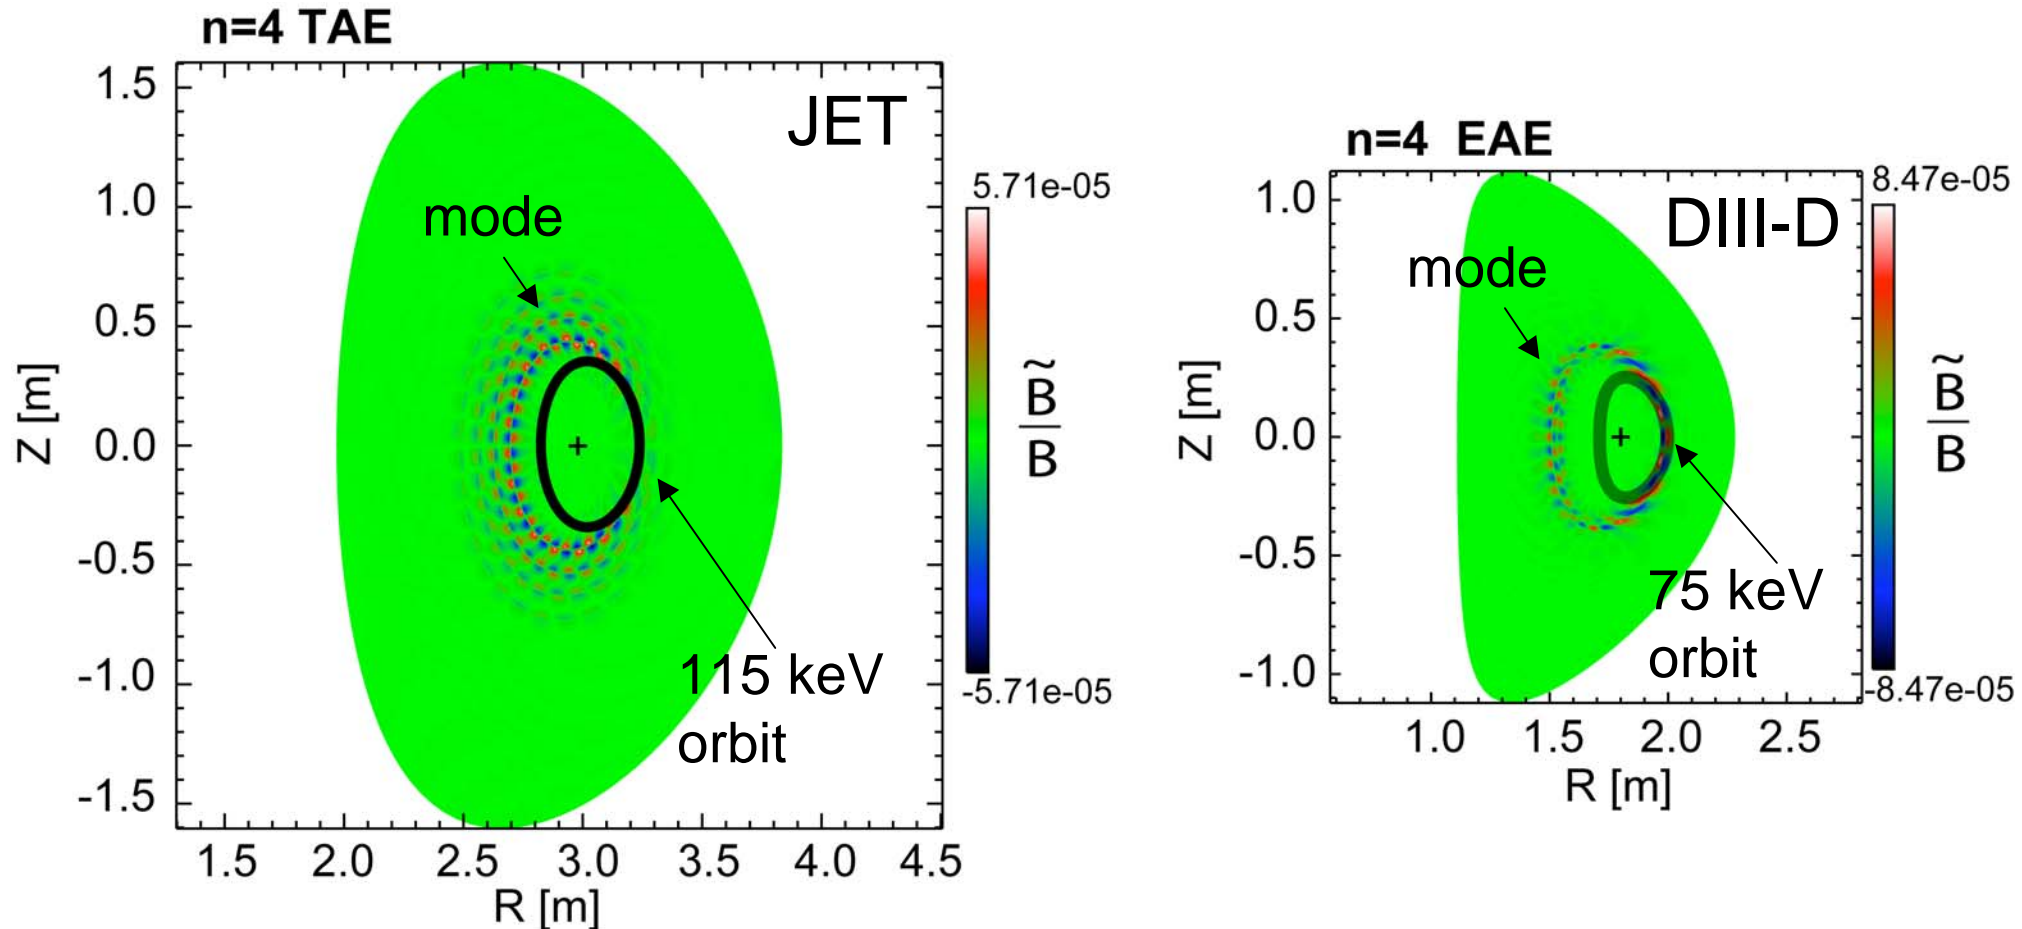 n=4 TAE
JET
mode
115 keV
orbit
1.5
1.0
0.5
0.0
-0.5
-1.0
-1.5
Z [m]
1.5 2.0 2.5 3.0 3.5 4.0 4.5
R [m]
5.71e-05
-5.71e-05
B̃
B
n=4 EAE
DIII-D
mode
75 keV
orbit
1.0
0.5
0.0
-0.5
-1.0
Z [m]
1.0 1.5 2.0 2.5
R [m]
8.47e-05
-8.47e-05
B̃
B